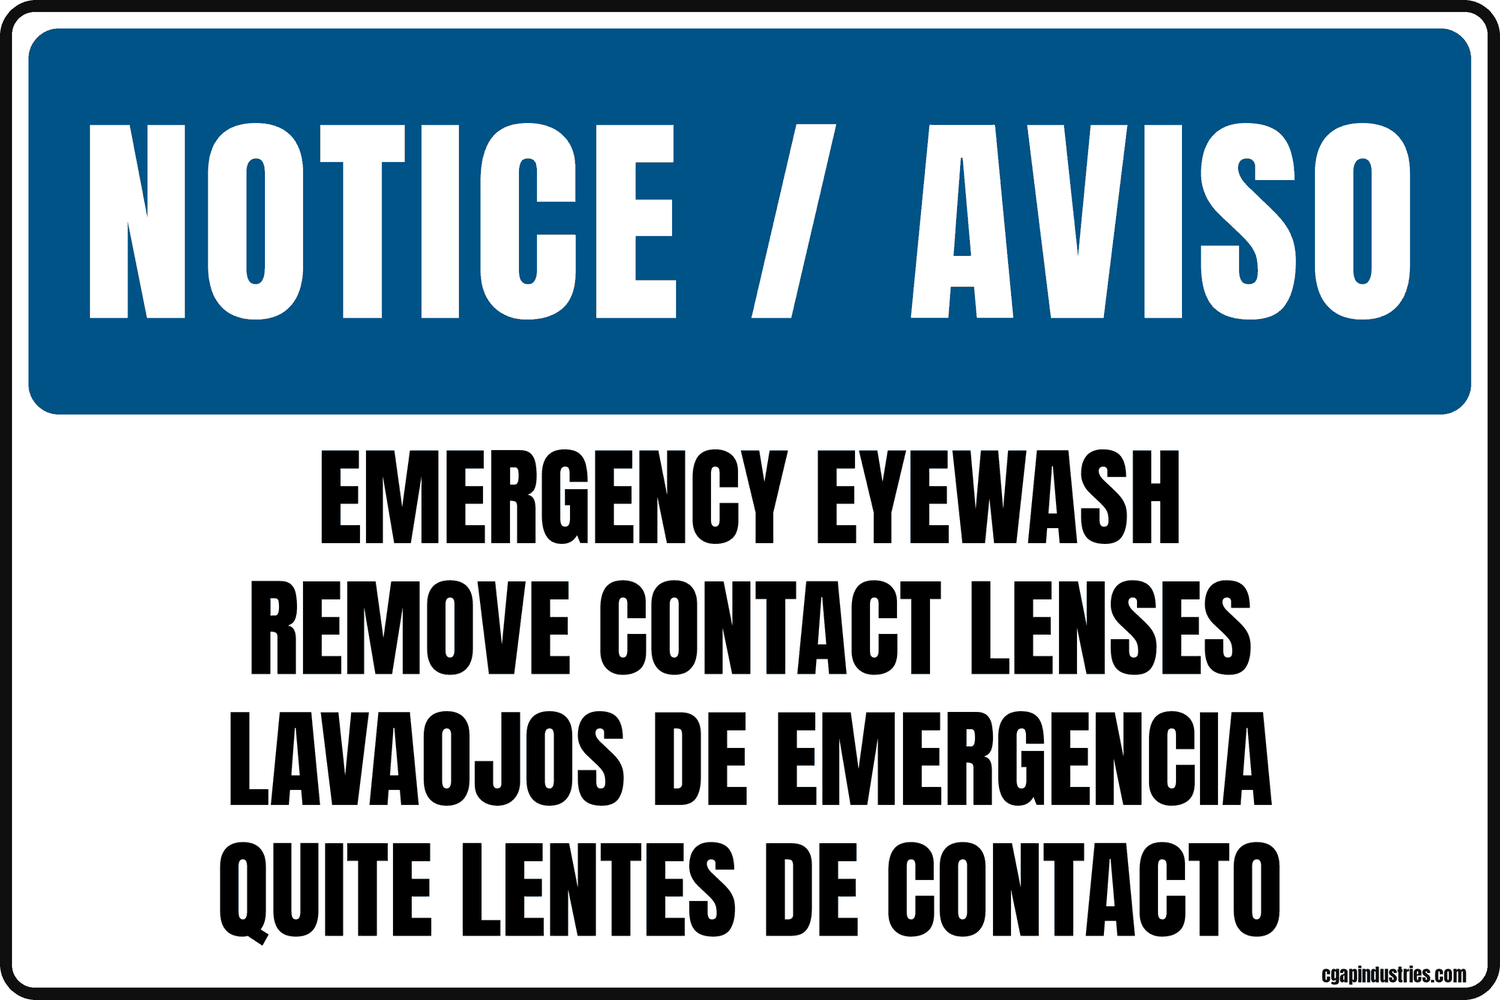 NOTICE / AVISO
EMERGENCY EYEWASH
REMOVE CONTACT LENSES
LAVAOJOS DE EMERGENCIA
QUITE LENTES DE CONTACTO
cgapindustries.com